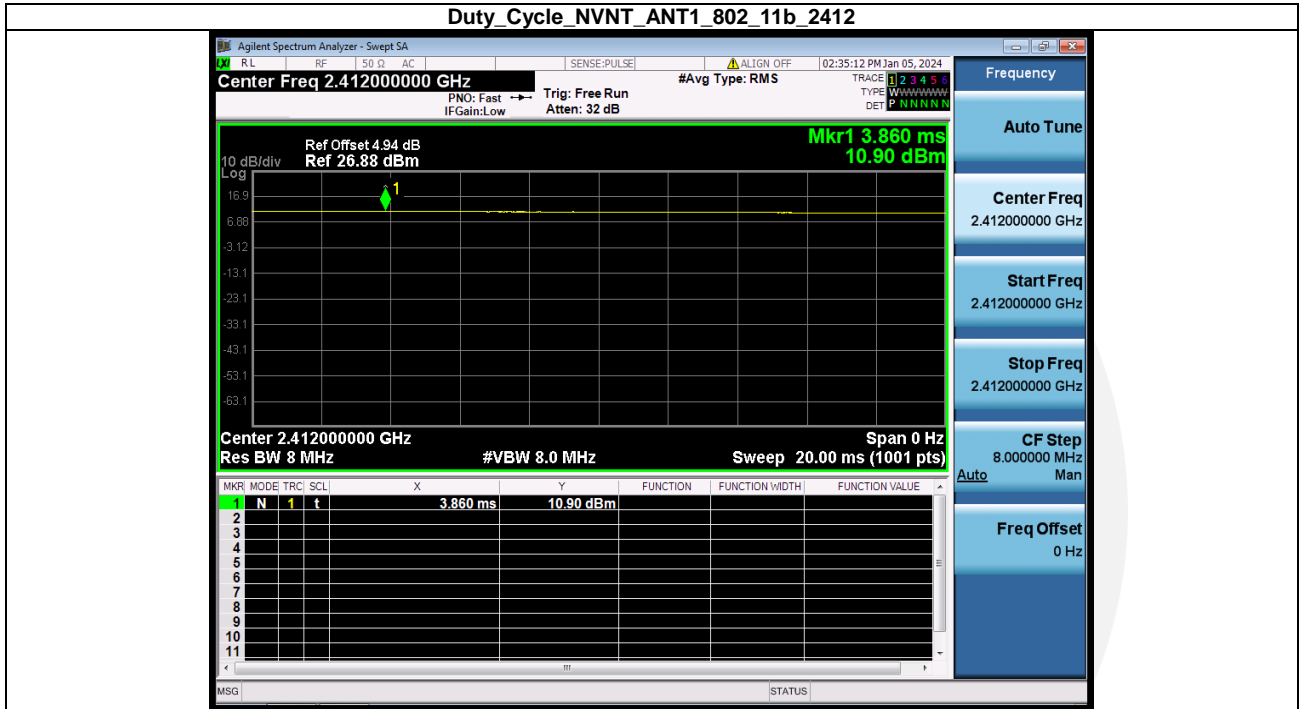 Duty_Cycle_NVNT_ANT1_802_11b_2412
Agilent Spectrum Analyzer - Swept SA
LXI RL RF 50 Ω AC SENSE:PULSE ALIGN OFF 02:35:12 PM Jan 05, 2024
Center Freq 2.412000000 GHz
PNO: Fast
IFGain:Low
Trig: Free Run
Atten: 32 dB
#Avg Type: RMS
TRACE 1 2 3 4 5 6
TYPE WWWWWW
DET P N N N N N
Ref Offset 4.94 dB
Ref 26.88 dBm
10 dB/div
Log
Mkr1 3.860 ms
10.90 dBm
1
16.9
6.88
-3.12
-13.1
-23.1
-33.1
-43.1
-53.1
-63.1
Center 2.412000000 GHz
Span 0 Hz
Res BW 8 MHz
#VBW 8.0 MHz
Sweep 20.00 ms (1001 pts)
MKR MODE TRC SCL X Y FUNCTION FUNCTION WIDTH FUNCTION VALUE
1 N 1 t 3.860 ms 10.90 dBm
2
3
4
5
6
7
8
9
10
11
MSG
STATUS
Frequency
Auto Tune
Center Freq
2.412000000 GHz
Start Freq
2.412000000 GHz
Stop Freq
2.412000000 GHz
CF Step
8.000000 MHz
Auto Man
Freq Offset
0 Hz